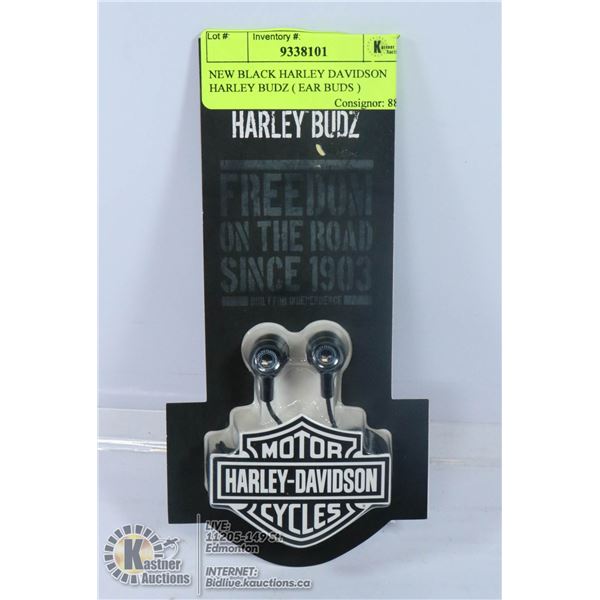 Lot #: Inventory #:
9338101
Kastner
Aucti
NEW BLACK HARLEY DAVIDSON
HARLEY BUDZ ( EAR BUDS )
Consignor: 88
HARLEY BUDZ
FREEDOM
ON THE ROAD
SINCE 1903
BUILT FOR INDEPENDENCE
MOTOR
HARLEY-DAVIDSON
CYCLES
LIVE:
11205-149 St.
Edmonton
INTERNET:
Bidlive.kauctions.ca
Kastner
Auctions